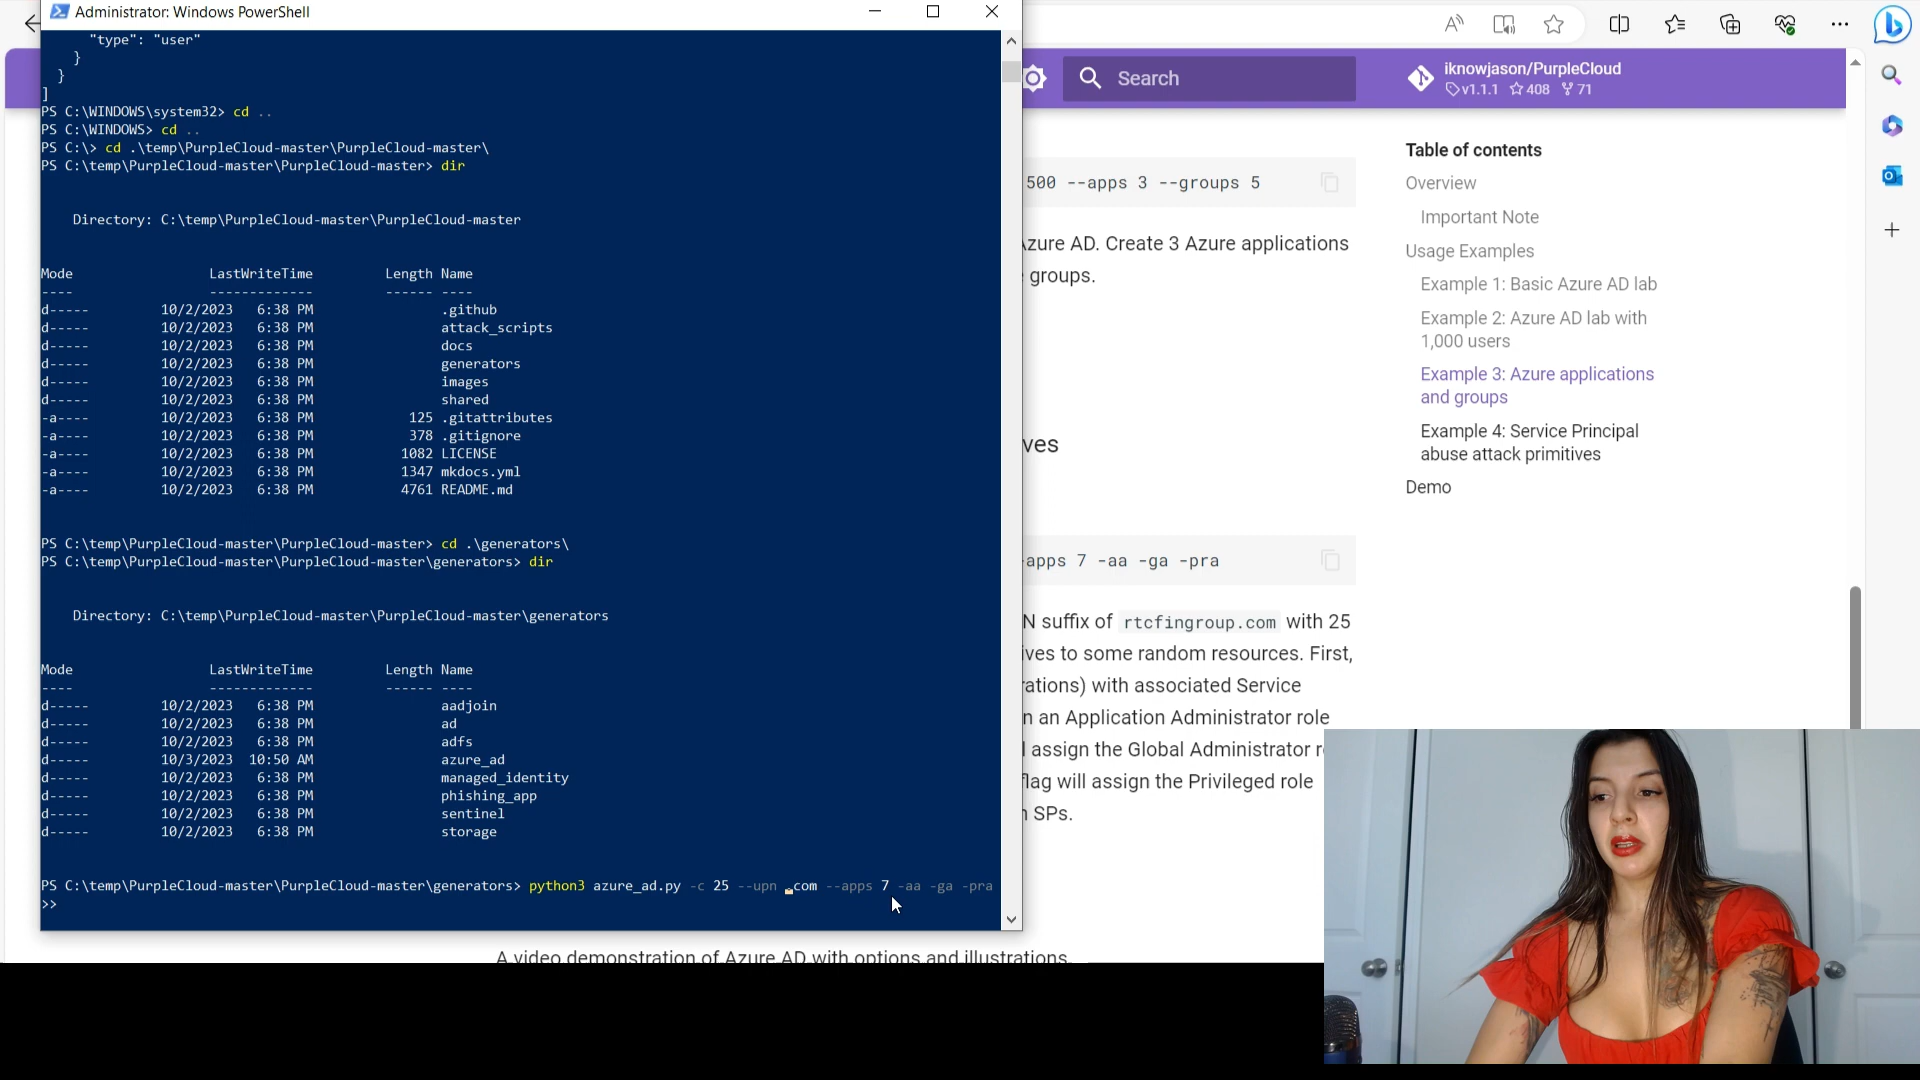 Administrator: Windows PowerShell
"type": "user"
}
}
]
PS C:\WINDOWS\system32> cd ..
PS C:\WINDOWS> cd ..
PS C:\> cd .\temp\PurpleCloud-master\PurpleCloud-master\
PS C:\temp\PurpleCloud-master\PurpleCloud-master> dir
Directory: C:\temp\PurpleCloud-master\PurpleCloud-master
Mode LastWriteTime Length Name
---- ------------- ------ ----
d----- 10/2/2023 6:38 PM .github
d----- 10/2/2023 6:38 PM attack_scripts
d----- 10/2/2023 6:38 PM docs
d----- 10/2/2023 6:38 PM generators
d----- 10/2/2023 6:38 PM images
d----- 10/2/2023 6:38 PM shared
-a---- 10/2/2023 6:38 PM 125 .gitattributes
-a---- 10/2/2023 6:38 PM 378 .gitignore
-a---- 10/2/2023 6:38 PM 1082 LICENSE
-a---- 10/2/2023 6:38 PM 1347 mkdocs.yml
-a---- 10/2/2023 6:38 PM 4761 README.md
PS C:\temp\PurpleCloud-master\PurpleCloud-master> cd .\generators\
PS C:\temp\PurpleCloud-master\PurpleCloud-master\generators> dir
Directory: C:\temp\PurpleCloud-master\PurpleCloud-master\generators
Mode LastWriteTime Length Name
---- ------------- ------ ----
d----- 10/2/2023 6:38 PM aadjoin
d----- 10/2/2023 6:38 PM ad
d----- 10/2/2023 6:38 PM adfs
d----- 10/3/2023 10:50 AM azure_ad
d----- 10/2/2023 6:38 PM managed_identity
d----- 10/2/2023 6:38 PM phishing_app
d----- 10/2/2023 6:38 PM sentinel
d----- 10/2/2023 6:38 PM storage
PS C:\temp\PurpleCloud-master\PurpleCloud-master\generators> python3 azure_ad.py -c 25 --upn .com --apps 7 -aa -ga -pra
>>
Search
iknowjason/PurpleCloud
v1.1.1 408 71
500 --apps 3 --groups 5
Azure AD. Create 3 Azure applications
groups.
ves
-apps 7 -aa -ga -pra
N suffix of rtcfingroup.com with 25
ives to some random resources. First,
rations) with associated Service
n an Application Administrator role
l assign the Global Administrator r
flag will assign the Privileged role
SPs.
A video demonstration of Azure AD with options and illustrations.
Table of contents
Overview
Important Note
Usage Examples
Example 1: Basic Azure AD lab
Example 2: Azure AD lab with
1,000 users
Example 3: Azure applications
and groups
Example 4: Service Principal
abuse attack primitives
Demo